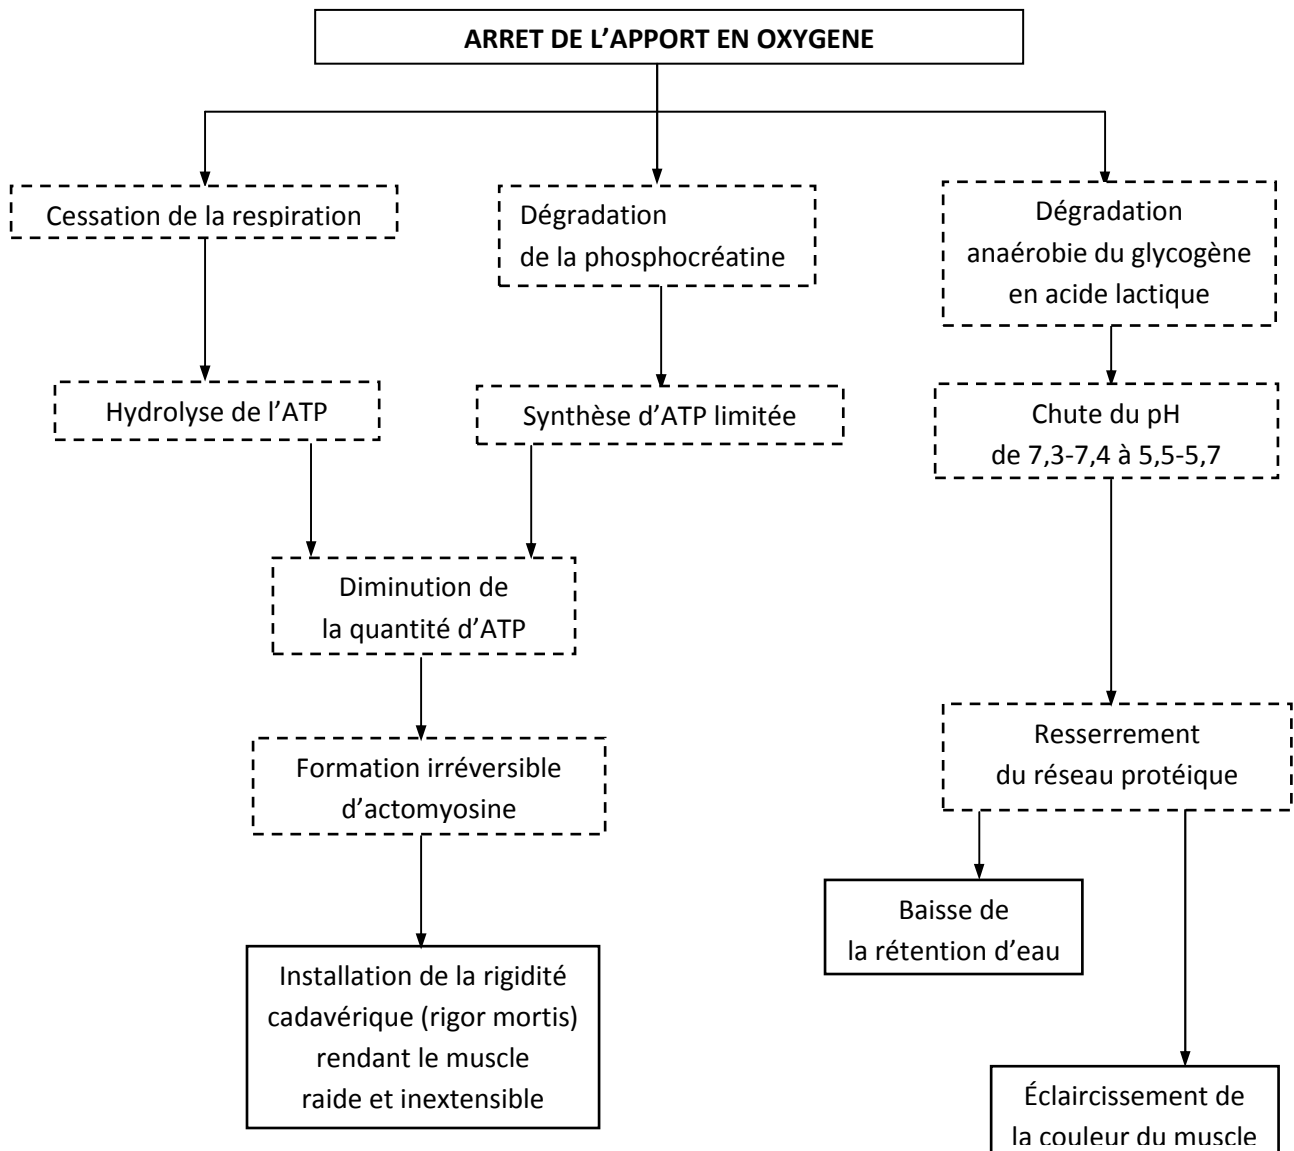 ARRET DE L'APPORT EN OXYGENE
Cessation de la respiration
Dégradation
de la phosphocréatine
Dégradation
anaérobie du glycogène
en acide lactique
Hydrolyse de l'ATP
Synthèse d'ATP limitée
Chute du pH
de 7,3-7,4 à 5,5-5,7
Diminution de
la quantité d'ATP
Formation irréversible
d'actomyosine
Resserrement
du réseau protéique
Baisse de
la rétention d'eau
Installation de la rigidité
cadavérique (rigor mortis)
rendant le muscle
raide et inextensible
Éclaircissement de
la couleur du muscle